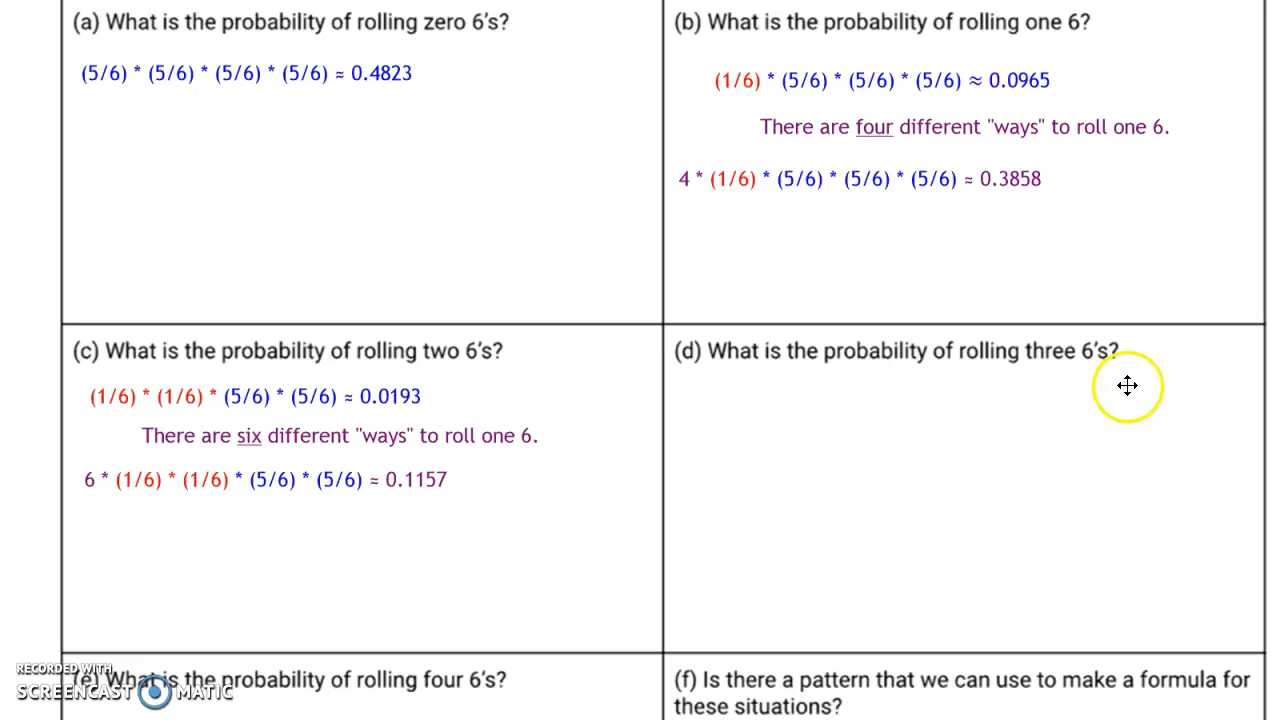 (a) What is the probability of rolling zero 6's?
(5/6) * (5/6) * (5/6) * (5/6) ≈ 0.4823
(b) What is the probability of rolling one 6?
(1/6) * (5/6) * (5/6) * (5/6) ≈ 0.0965
There are four different "ways" to roll one 6.
4 * (1/6) * (5/6) * (5/6) * (5/6) ≈ 0.3858
(c) What is the probability of rolling two 6's?
(1/6) * (1/6) * (5/6) * (5/6) ≈ 0.0193
There are six different "ways" to roll one 6.
6 * (1/6) * (1/6) * (5/6) * (5/6) ≈ 0.1157
(d) What is the probability of rolling three 6's?
(e) What is the probability of rolling four 6's?
(f) Is there a pattern that we can use to make a formula for
these situations?
RECORDED WITH
SCREENCAST MATIC